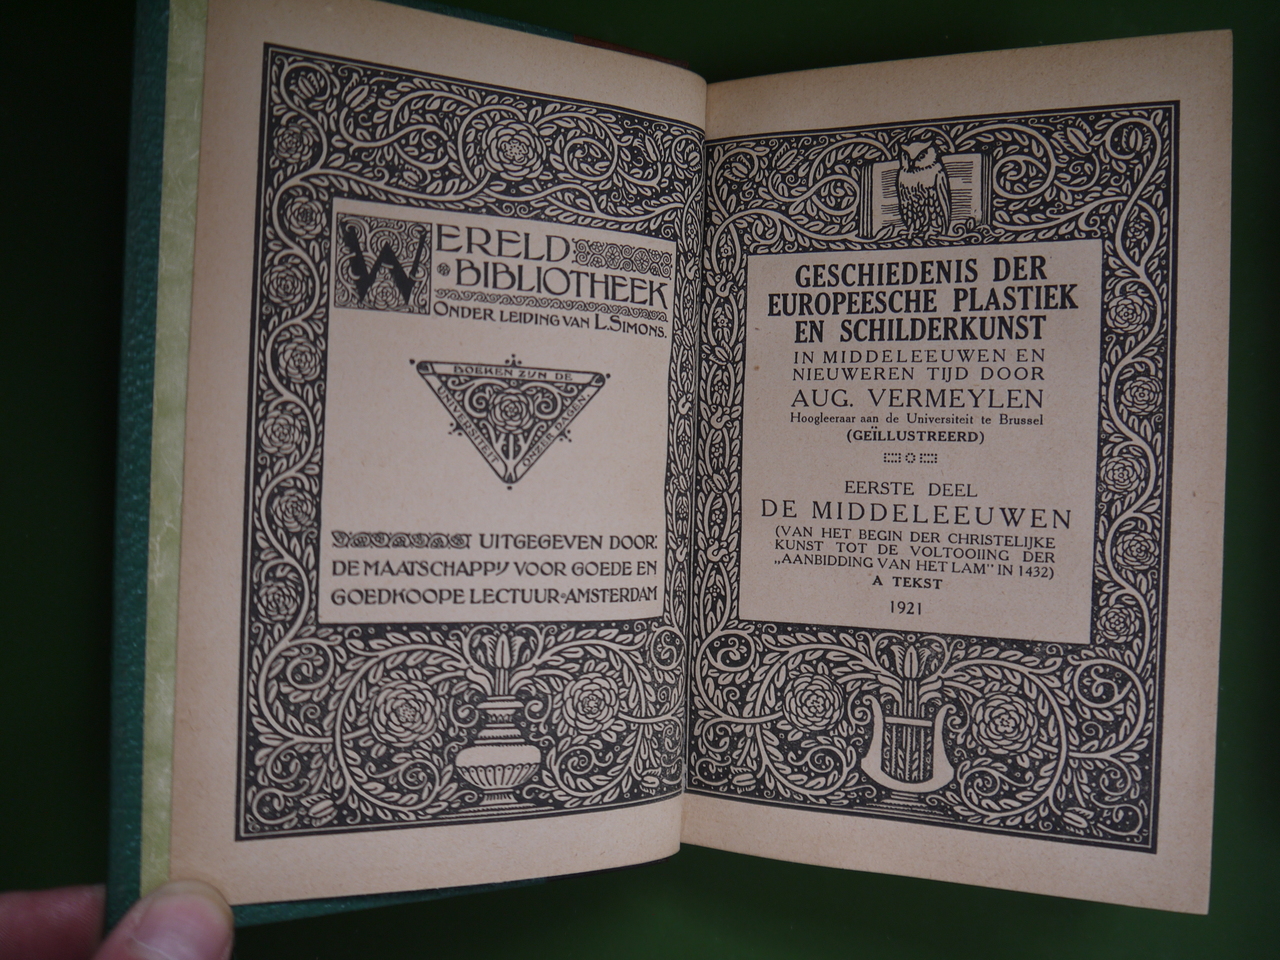 WERELD
BIBLIOTHEEK
ONDER LEIDING VAN L. SIMONS.
BOEKEN ZIJN DE
UNIVERSITEIT
ONZER DAGEN.
UITGEGEVEN DOOR:
DE MAATSCHAPPIJ VOOR GOEDE EN
GOEDKOOPE LECTUUR-AMSTERDAM
GESCHIEDENIS DER
EUROPEESCHE PLASTIEK
EN SCHILDERKUNST
IN MIDDELEEUWEN EN
NIEUWEREN TIJD DOOR
AUG. VERMEYLEN
Hoogleeraar aan de Universiteit te Brussel
(GEÏLLUSTREERD)
EERSTE DEEL
DE MIDDELEEUWEN
(VAN HET BEGIN DER CHRISTELIJKE
KUNST TOT DE VOLTOOIING DER
„AANBIDDING VAN HET LAM” IN 1432)
A TEKST
1921